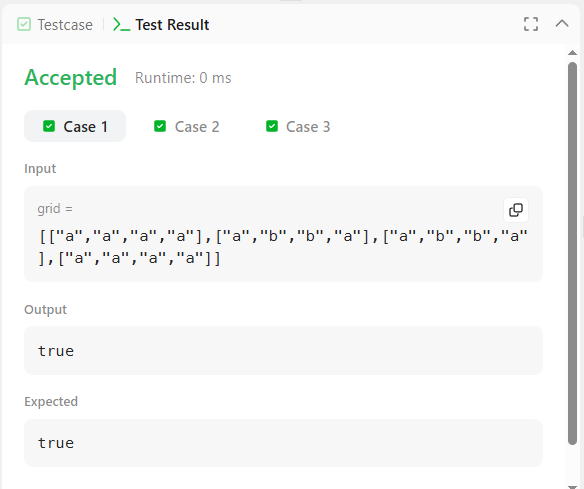 Testcase
Test Result
Accepted Runtime: 0 ms
Case 1 Case 2 Case 3
Input
grid =
[["a","a","a","a"],["a","b","b","a"],["a","b","b","a"
],["a","a","a","a"]]
Output
true
Expected
true